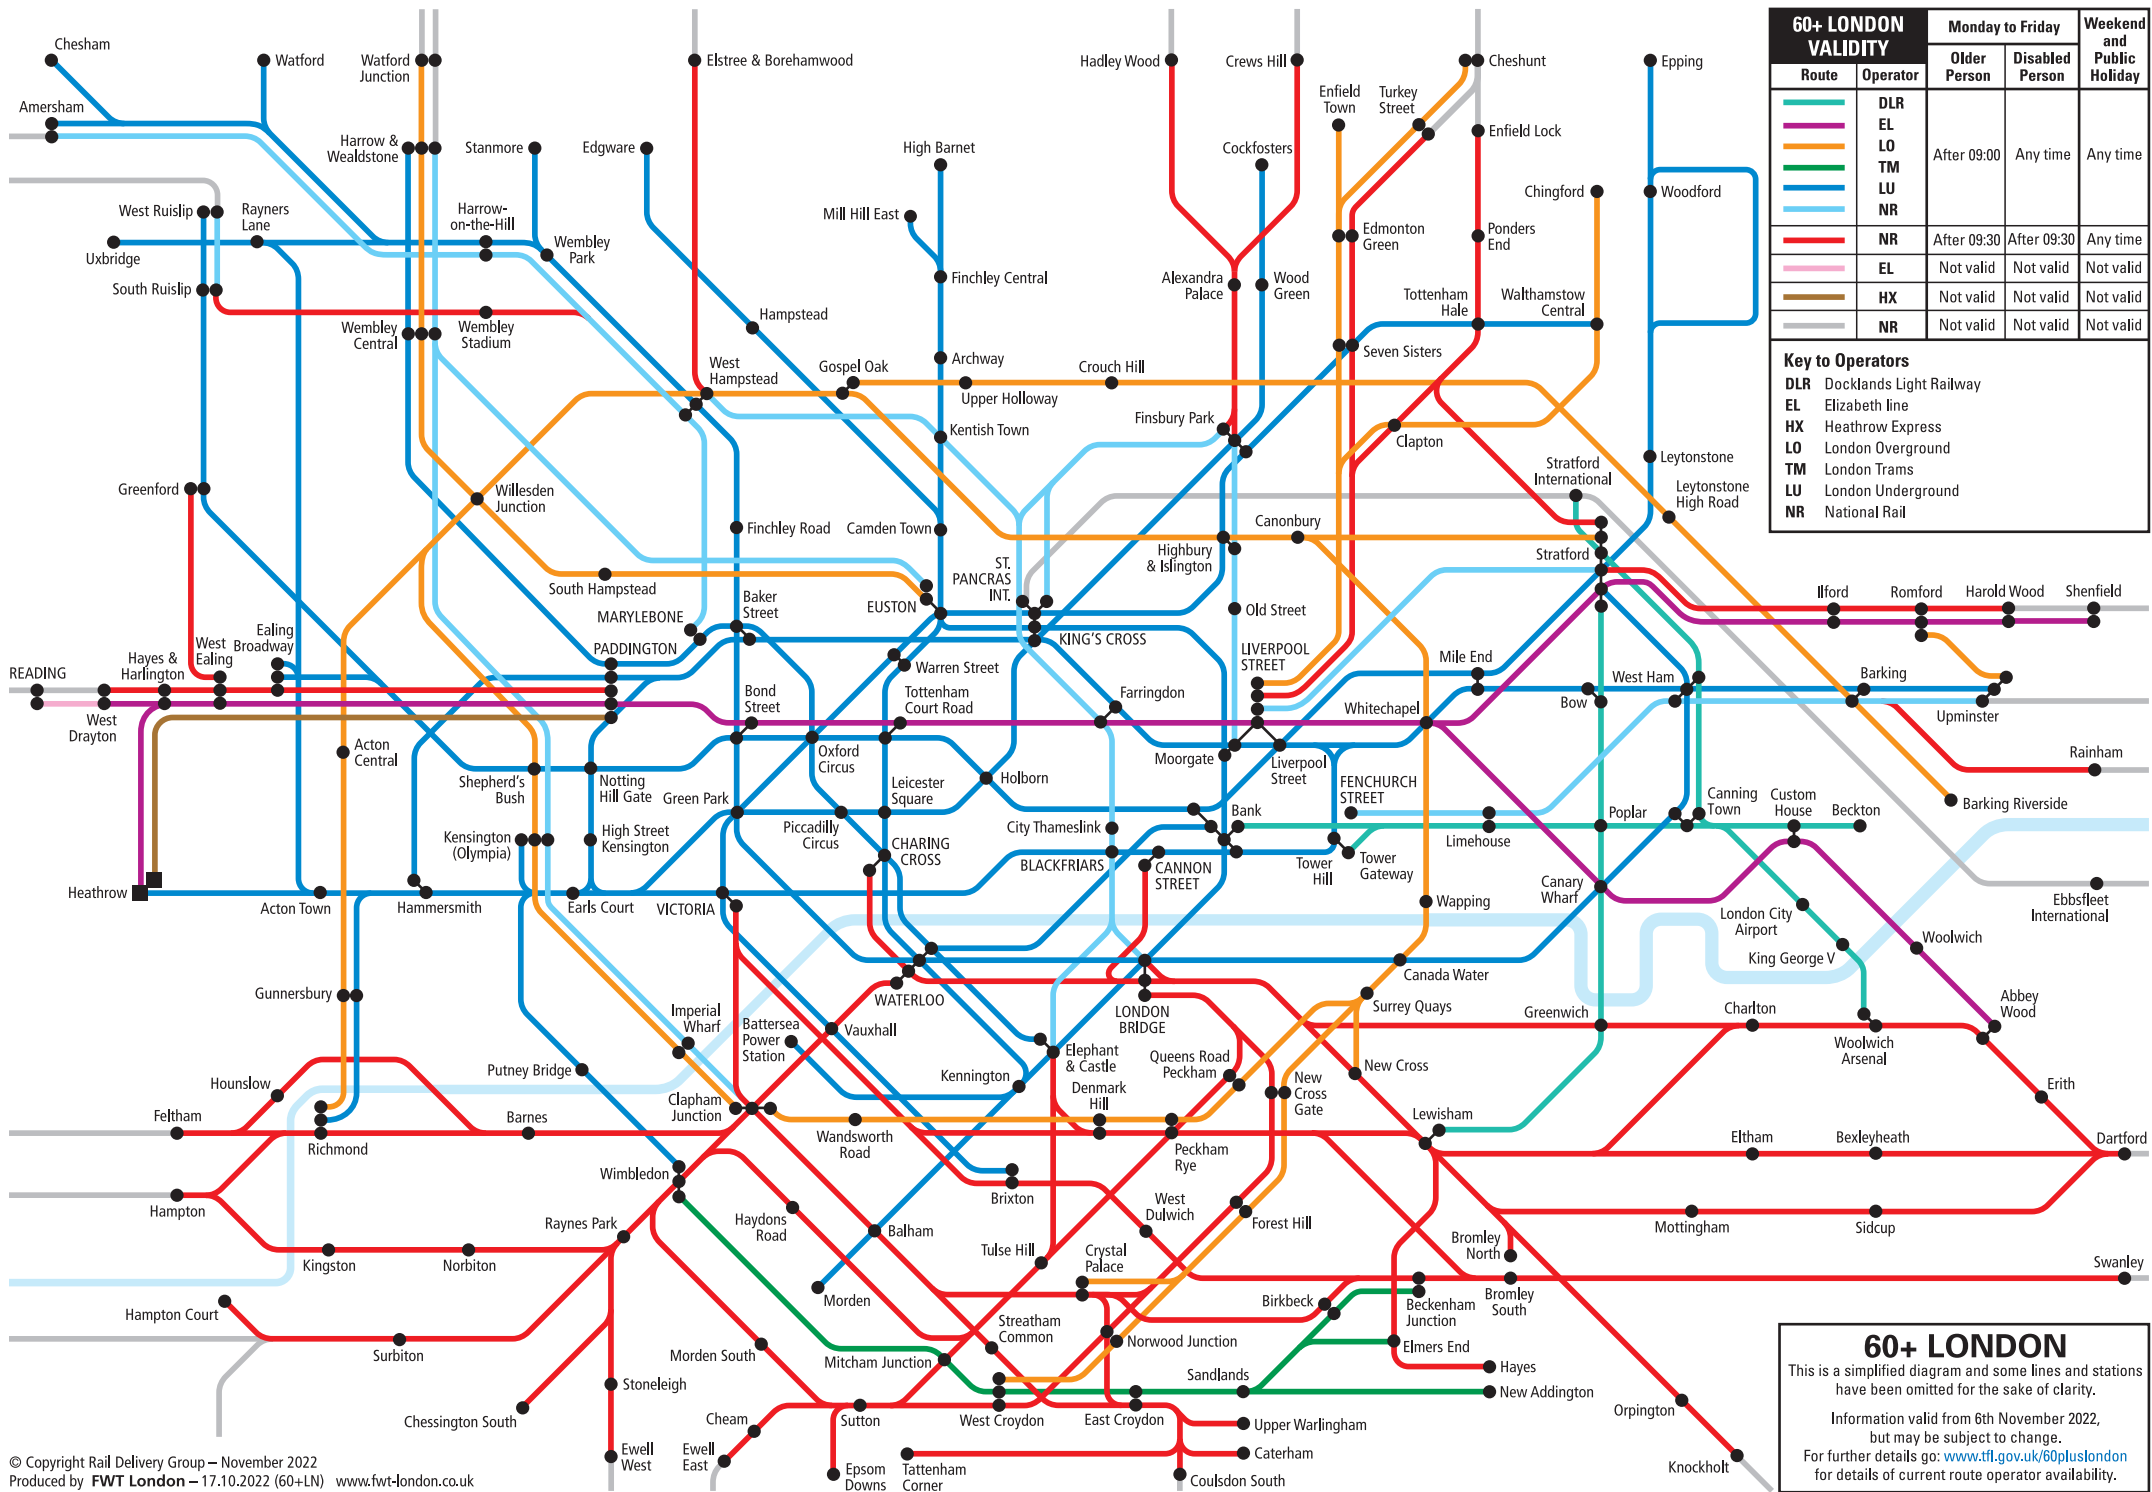 Chesham
Watford
Watford
Junction
Elstree & Borehamwood
Hadley Wood
Crews Hill
Cheshunt
Epping
Amersham
Enfield
Town
Turkey
Street
Enfield Lock
Harrow &
Wealdstone
Stanmore
Edgware
High Barnet
Cockfosters
Chingford
Woodford
West Ruislip
Rayners
Lane
Harrow-
on-the-Hill
Mill Hill East
Uxbridge
Wembley
Park
Edmonton
Green
Ponders
End
South Ruislip
Finchley Central
Alexandra
Palace
Wood
Green
Tottenham
Hale
Walthamstow
Central
Wembley
Central
Wembley
Stadium
Hampstead
Archway
Seven Sisters
West
Hampstead
Gospel Oak
Upper Holloway
Crouch Hill
Finsbury Park
Clapton
Kentish Town
Leytonstone
Stratford
International
Leytonstone
High Road
Greenford
Willesden
Junction
Finchley Road
Camden Town
Highbury
& Islington
Canonbury
Stratford
South Hampstead
MARYLEBONE
Baker
Street
EUSTON
ST.
PANCRAS
INT.
KING'S CROSS
Old Street
Ilford
Romford
Harold Wood
Shenfield
READING
Hayes &
Harlington
West
Ealing
Ealing
Broadway
PADDINGTON
Warren Street
LIVERPOOL
STREET
Mile End
West Ham
Barking
Upminster
West
Drayton
Bond
Street
Tottenham
Court Road
Farringdon
Whitechapel
Bow
Acton
Central
Shepherd's
Bush
Notting
Hill Gate
Oxford
Circus
Holborn
Moorgate
Liverpool
Street
Rainham
Green Park
Leicester
Square
FENCHURCH
STREET
Canning
Town
Custom
House
Beckton
Barking Riverside
Kensington
(Olympia)
High Street
Kensington
Piccadilly
Circus
City Thameslink
Bank
Limehouse
Poplar
CHARING
CROSS
BLACKFRIARS
CANNON
STREET
Tower
Hill
Tower
Gateway
Heathrow
Acton Town
Hammersmith
Earls Court
VICTORIA
Canary
Wharf
Wapping
London City
Airport
Ebbsfleet
International
Woolwich
King George V
Gunnersbury
WATERLOO
LONDON
BRIDGE
Canada Water
Surrey Quays
Greenwich
Charlton
Woolwich
Arsenal
Abbey
Wood
Imperial
Wharf
Battersea
Power
Station
Vauxhall
Elephant
& Castle
Queens Road
Peckham
New Cross
Hounslow
Putney Bridge
Kennington
Denmark
Hill
New
Cross
Gate
Erith
Feltham
Richmond
Barnes
Clapham
Junction
Wandsworth
Road
Peckham
Rye
Lewisham
Eltham
Bexleyheath
Dartford
Wimbledon
Brixton
Hampton
Haydons
Road
West
Dulwich
Forest Hill
Mottingham
Sidcup
Raynes Park
Balham
Kingston
Norbiton
Tulse Hill
Crystal
Palace
Bromley
North
Swanley
Morden
Hampton Court
Birkbeck
Beckenham
Junction
Bromley
South
Surbiton
Streatham
Common
Norwood Junction
Morden South
Mitcham Junction
Elmers End
Hayes
Stoneleigh
Sandlands
New Addington
Chessington South
Cheam
Sutton
West Croydon
East Croydon
Upper Warlingham
Orpington
Ewell
West
Ewell
East
Epsom
Downs
Tattenham
Corner
Caterham
Coulsdon South
Knockholt
60+ LONDON
VALIDITY
Monday to Friday
Weekend
and
Public
Holiday
Route
Operator
Older
Person
Disabled
Person
DLR
EL
LO
TM
LU
NR
After 09:00 Any time Any time
NR After 09:30 After 09:30 Any time
EL Not valid Not valid Not valid
HX Not valid Not valid Not valid
NR Not valid Not valid Not valid
Key to Operators
DLR Docklands Light Railway
EL Elizabeth line
HX Heathrow Express
LO London Overground
TM London Trams
LU London Underground
NR National Rail
60+ LONDON
This is a simplified diagram and some lines and stations
have been omitted for the sake of clarity.
Information valid from 6th November 2022,
but may be subject to change.
For further details go: www.tfl.gov.uk/60pluslondon
for details of current route operator availability.
© Copyright Rail Delivery Group – November 2022
Produced by FWT London – 17.10.2022 (60+LN) www.fwt-london.co.uk